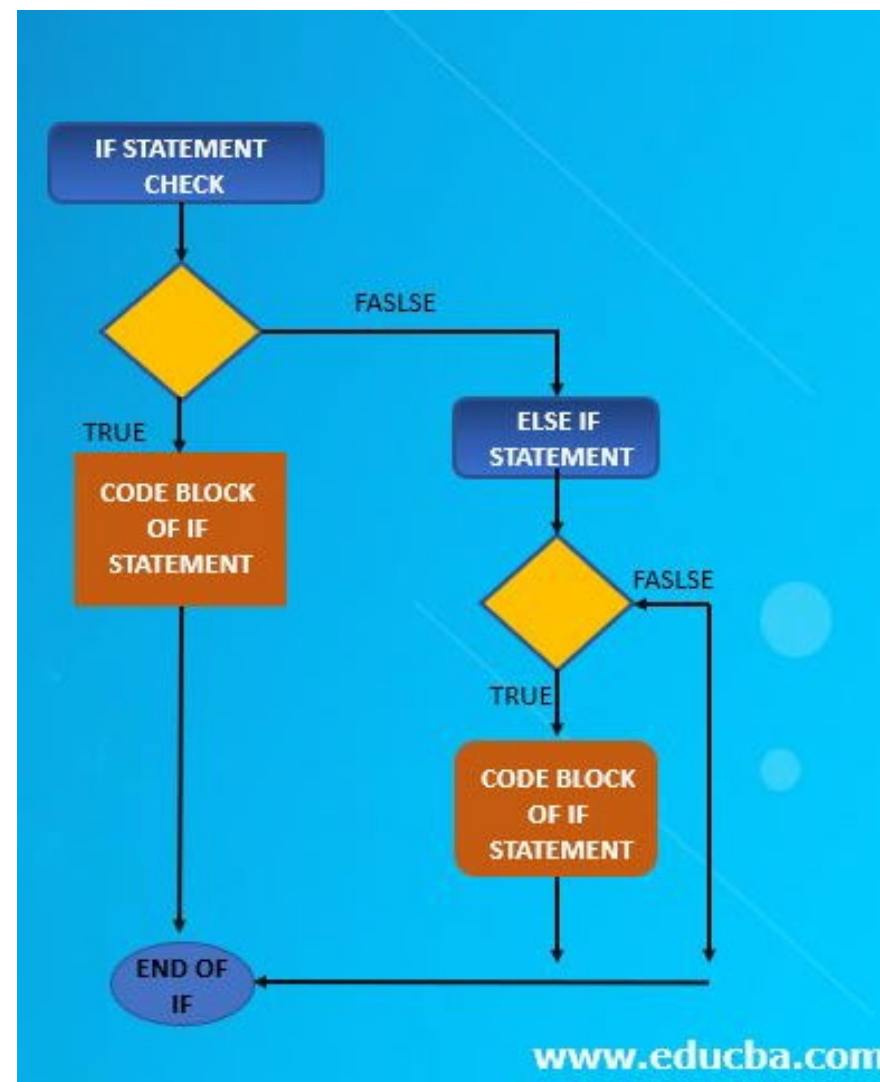 IF STATEMENT
CHECK
FASLSE
TRUE
ELSE IF
STATEMENT
CODE BLOCK
OF IF
STATEMENT
FASLSE
TRUE
CODE BLOCK
OF IF
STATEMENT
END OF
IF
www.educba.com